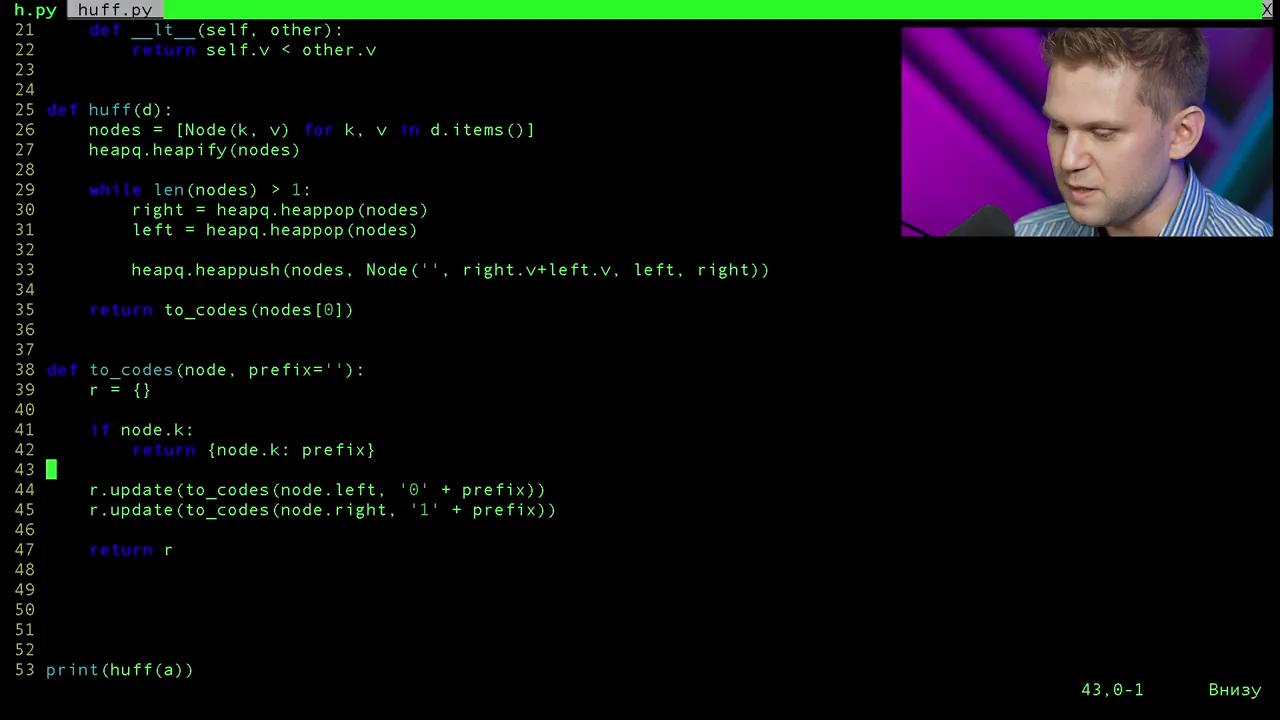 h.py huff.py X
21 def __lt__(self, other):
22 return self.v < other.v
23
24
25 def huff(d):
26 nodes = [Node(k, v) for k, v in d.items()]
27 heapq.heapify(nodes)
28
29 while len(nodes) > 1:
30 right = heapq.heappop(nodes)
31 left = heapq.heappop(nodes)
32
33 heapq.heappush(nodes, Node('', right.v+left.v, left, right))
34
35 return to_codes(nodes[0])
36
37
38 def to_codes(node, prefix=''):
39 r = {}
40
41 if node.k:
42 return {node.k: prefix}
43
44 r.update(to_codes(node.left, '0' + prefix))
45 r.update(to_codes(node.right, '1' + prefix))
46
47 return r
48
49
50
51
52
53 print(huff(a))
43,0-1 Внизу